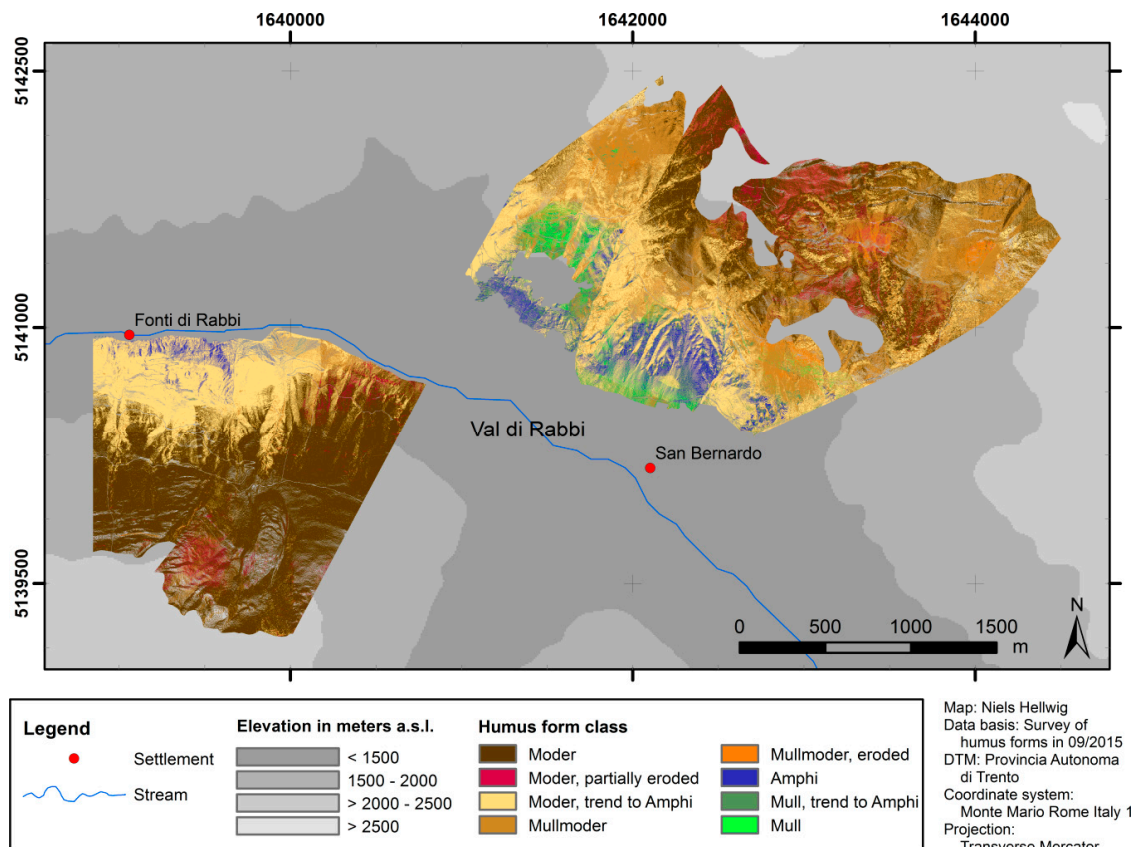 1640000 1642000 1644000
5142500
5141000
5139500
Fonti di Rabbi
Val di Rabbi
San Bernardo
N
0 500 1000 1500
m
Legend
Settlement
Stream
Elevation in meters a.s.l.
< 1500
1500 - 2000
> 2000 - 2500
> 2500
Humus form class
Moder
Moder, partially eroded
Moder, trend to Amphi
Mullmoder
Mullmoder, eroded
Amphi
Mull, trend to Amphi
Mull
Map: Niels Hellwig
Data basis: Survey of
humus forms in 09/2015
DTM: Provincia Autonoma
di Trento
Coordinate system:
Monte Mario Rome Italy 1
Projection:
Transverse Mercator